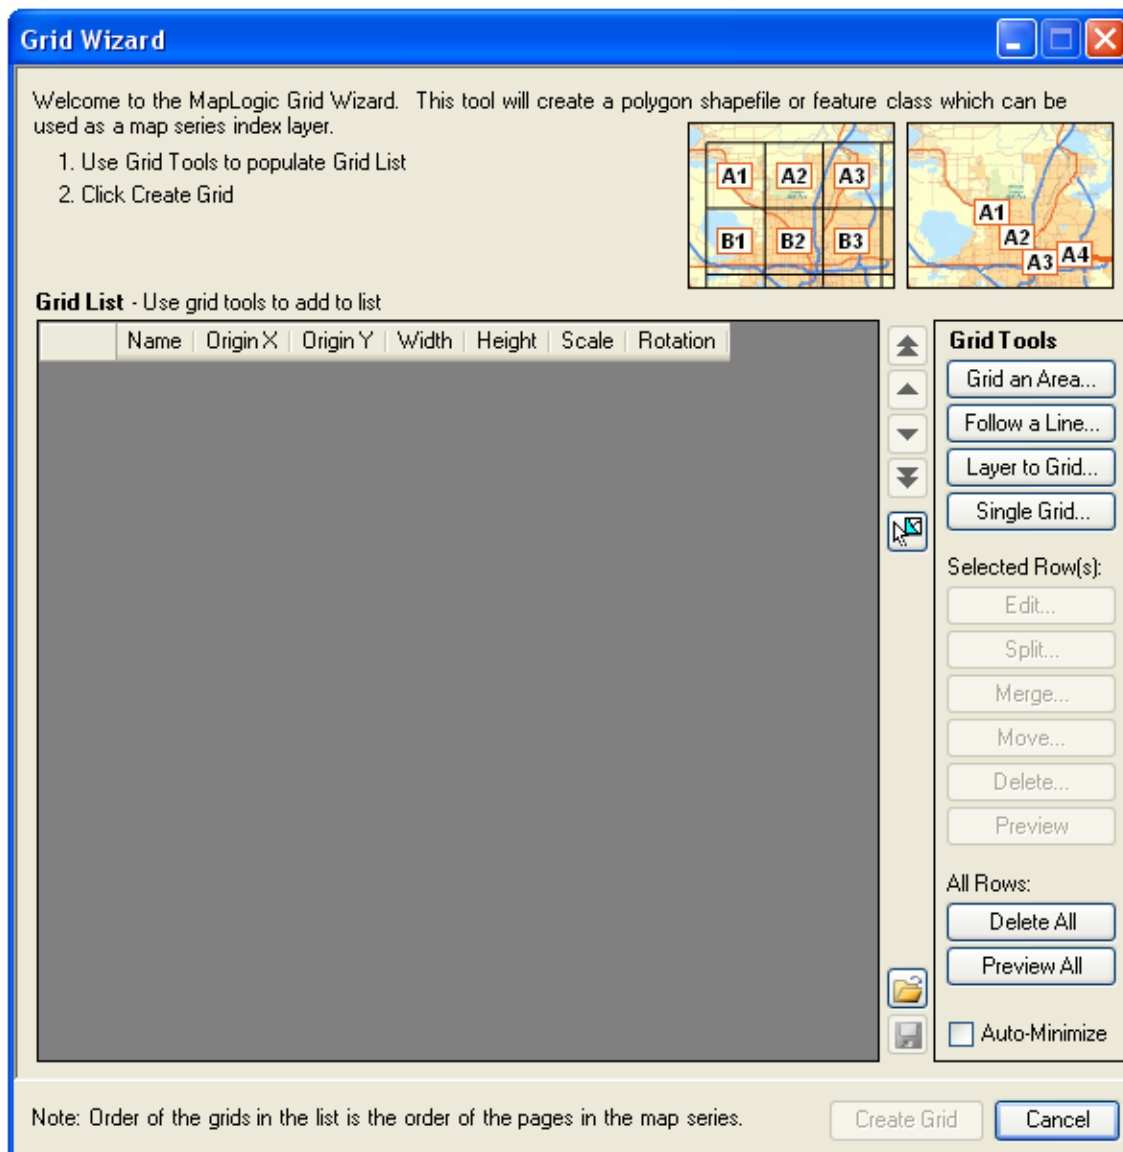 Grid Wizard
Welcome to the MapLogic Grid Wizard. This tool will create a polygon shapefile or feature class which can be
used as a map series index layer.
1. Use Grid Tools to populate Grid List
2. Click Create Grid
A1 A2 A3
B1 B2 B3
A1
A2
A3 A4
Grid List - Use grid tools to add to list
Name Origin X Origin Y Width Height Scale Rotation
Grid Tools
Grid an Area...
Follow a Line...
Layer to Grid...
Single Grid...
Selected Row(s):
Edit...
Split...
Merge...
Move...
Delete...
Preview
All Rows:
Delete All
Preview All
Auto-Minimize
Note: Order of the grids in the list is the order of the pages in the map series.
Create Grid
Cancel